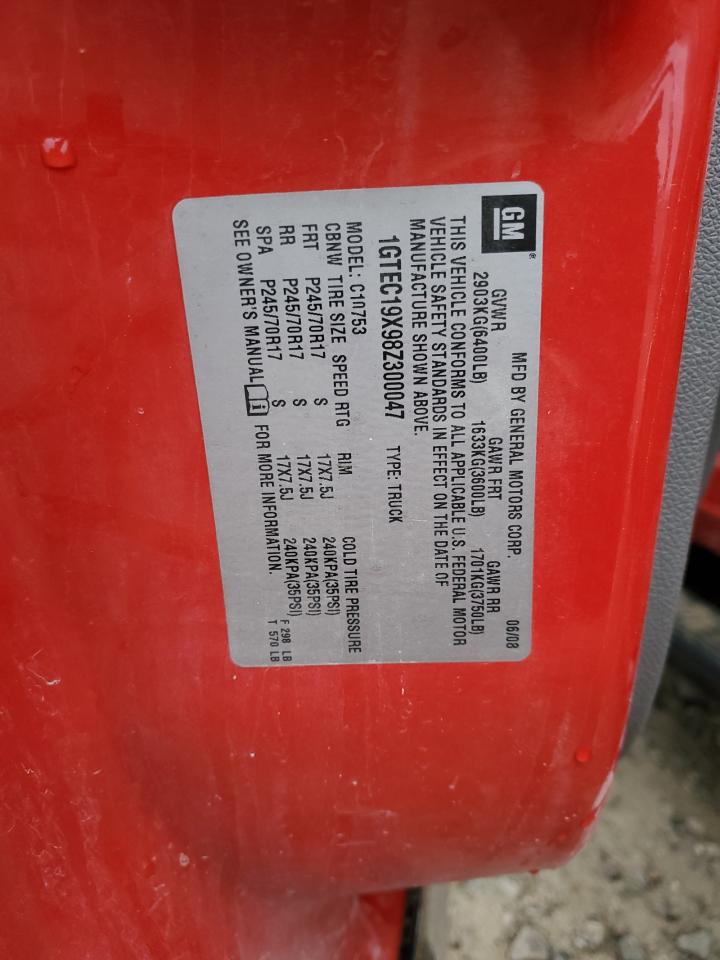 GM® MFD BY GENERAL MOTORS CORP. 06/08
GVWR GAWR FRT GAWR RR
2903KG(6400LB) 1633KG(3600LB) 1701KG(3750LB)
THIS VEHICLE CONFORMS TO ALL APPLICABLE U.S. FEDERAL MOTOR
VEHICLE SAFETY STANDARDS IN EFFECT ON THE DATE OF
MANUFACTURE SHOWN ABOVE.
1GTEC19X98Z300047 TYPE: TRUCK
MODEL: C10753
CBNW TIRE SIZE SPEED RTG RIM COLD TIRE PRESSURE
FRT P245/70R17 S 17X7.5J 240KPA(35PSI)
RR P245/70R17 S 17X7.5J 240KPA(35PSI)
SPA P245/70R17 S 17X7.5J 240KPA(35PSI)
SEE OWNER'S MANUAL FOR MORE INFORMATION.
F 298 LB
T 570 LB